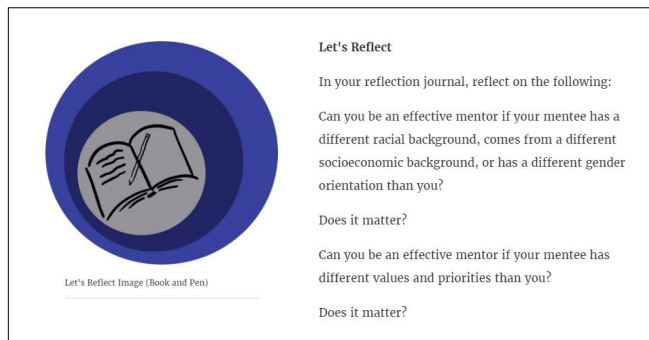 Let's Reflect
In your reflection journal, reflect on the following:
Can you be an effective mentor if your mentee has a
different racial background, comes from a different
socioeconomic background, or has a different gender
orientation than you?
Does it matter?
Can you be an effective mentor if your mentee has
different values and priorities than you?
Does it matter?
Let's Reflect Image (Book and Pen)